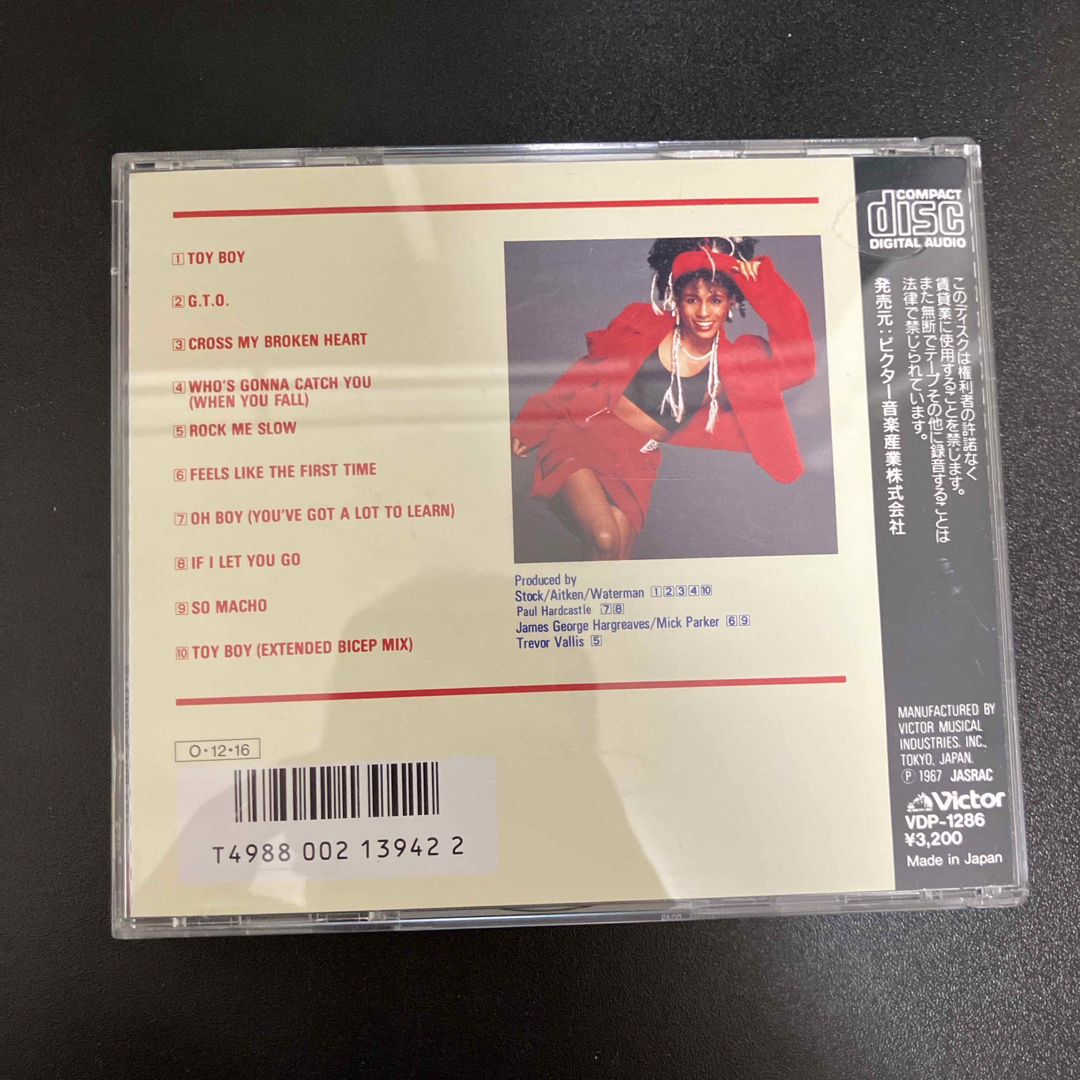 1 TOY BOY
2 G.T.O.
3 CROSS MY BROKEN HEART
4 WHO'S GONNA CATCH YOU
(WHEN YOU FALL)
5 ROCK ME SLOW
6 FEELS LIKE THE FIRST TIME
7 OH BOY (YOU'VE GOT A LOT TO LEARN)
8 IF I LET YOU GO
9 SO MACHO
10 TOY BOY (EXTENDED BICEP MIX)
Produced by
Stock/Aitken/Waterman 1 2 3 4 10
Paul Hardcastle 7 8
James George Hargreaves/Mick Parker 6 9
Trevor Vallis 5
O・12・16
T4988 002 13942 2
COMPACT
disc
DIGITAL AUDIO
このディスクは権利者の許諾なく
賃貸業に使用することを禁じます。
また無断でテープその他に録音することは
法律で禁じられています。
発売元：ビクター音楽産業株式会社
MANUFACTURED BY
VICTOR MUSICAL
INDUSTRIES. INC.,
TOKYO, JAPAN.
Ⓟ 1987 JASRAC
Victor
VDP-1286
¥3,200
Made in Japan